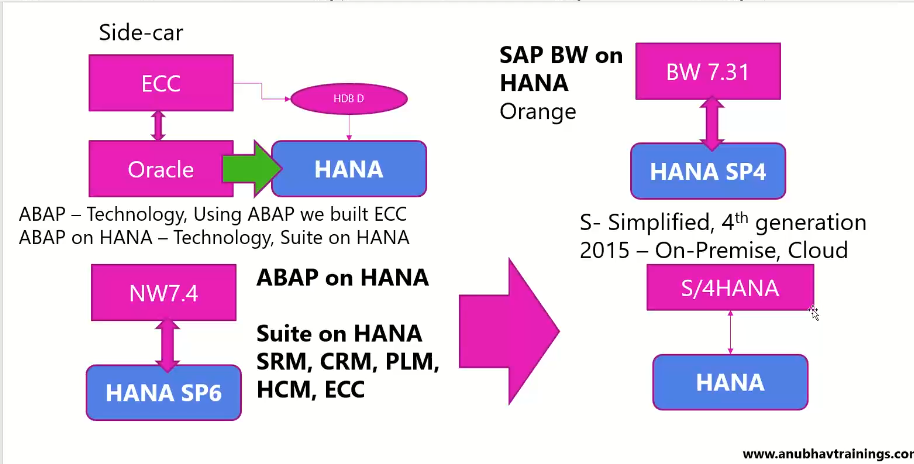 Side-car
ECC
HDB D
Oracle
HANA
ABAP – Technology, Using ABAP we built ECC
ABAP on HANA – Technology, Suite on HANA
SAP BW on
HANA
Orange
BW 7.31
HANA SP4
S- Simplified, 4th generation
2015 – On-Premise, Cloud
NW7.4
HANA SP6
ABAP on HANA
Suite on HANA
SRM, CRM, PLM,
HCM, ECC
S/4HANA
HANA
www.anubhavtrainings.com